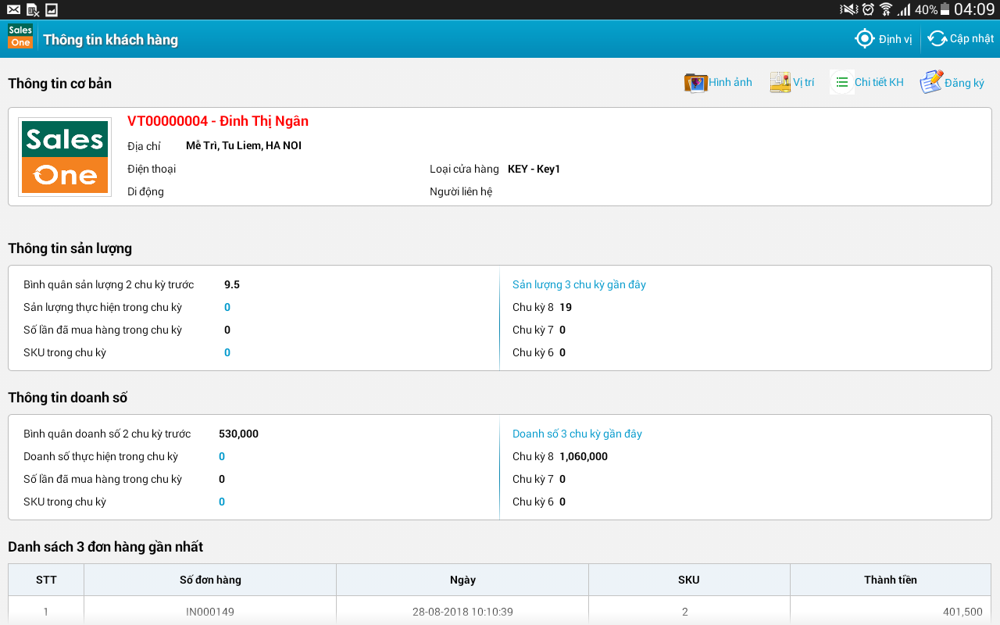 40% 04:09
Sales One Thông tin khách hàng Định vị Cập nhật
Thông tin cơ bản Hình ảnh Vị trí Chi tiết KH Đăng ký
Sales
One
VT00000004 - Đinh Thị Ngân
Địa chỉ Mễ Trì, Tu Liem, HA NOI
Điện thoại Loại cửa hàng KEY - Key1
Di động Người liên hệ
Thông tin sản lượng
Bình quân sản lượng 2 chu kỳ trước 9.5 Sản lượng 3 chu kỳ gần đây
Sản lượng thực hiện trong chu kỳ 0 Chu kỳ 8 19
Số lần đã mua hàng trong chu kỳ 0 Chu kỳ 7 0
SKU trong chu kỳ 0 Chu kỳ 6 0
Thông tin doanh số
Bình quân doanh số 2 chu kỳ trước 530,000 Doanh số 3 chu kỳ gần đây
Doanh số thực hiện trong chu kỳ 0 Chu kỳ 8 1,060,000
Số lần đã mua hàng trong chu kỳ 0 Chu kỳ 7 0
SKU trong chu kỳ 0 Chu kỳ 6 0
Danh sách 3 đơn hàng gần nhất
STT Số đơn hàng Ngày SKU Thành tiền
1 IN000149 28-08-2018 10:10:39 2 401,500